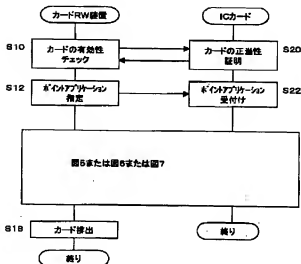 カードRW装置
ICカード
S10
カードの有効性
チェック
カードの正当性
証明
S20
S12
ポイントアプリケーション
指定
ポイントアプリケーション
受付け
S22
図5または図6または図7
S18
カード排出
終り
終り